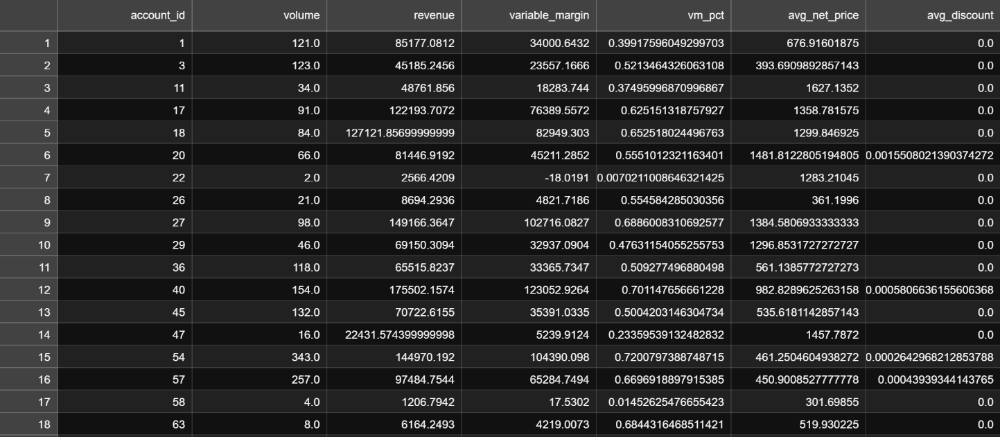 account_id volume revenue variable_margin vm_pct avg_net_price avg_discount
1 1 121.0 85177.0812 34000.6432 0.39917596049299703 676.91601875 0.0
2 3 123.0 45185.2456 23557.1666 0.5213464326063108 393.6909892857143 0.0
3 11 34.0 48761.856 18283.744 0.37495996870996867 1627.1352 0.0
4 17 91.0 122193.7072 76389.5572 0.625151318757927 1358.781575 0.0
5 18 84.0 127121.85699999999 82949.303 0.652518024496763 1299.846925 0.0
6 20 66.0 81446.9192 45211.2852 0.5551012321163401 1481.8122805194805 0.0015508021390374272
7 22 2.0 2566.4209 -18.0191 0.0070211008646321425 1283.21045 0.0
8 26 21.0 8694.2936 4821.7186 0.554584285030356 361.1996 0.0
9 27 98.0 149166.3647 102716.0827 0.6886008310692577 1384.5806933333333 0.0
10 29 46.0 69150.3094 32937.0904 0.47631154055255753 1296.8531727272727 0.0
11 36 118.0 65515.8237 33365.7347 0.509277496880498 561.1385772727273 0.0
12 40 154.0 175502.1574 123052.9264 0.701147656661228 982.8289625263158 0.0005806636155606368
13 45 132.0 70722.6155 35391.0335 0.5004203146304734 535.6181142857143 0.0
14 47 16.0 22431.574399999998 5239.9124 0.23359539132482832 1457.7872 0.0
15 54 343.0 144970.192 104390.098 0.7200797388748715 461.2504604938272 0.0002642968212853788
16 57 257.0 97484.7544 65284.7494 0.6696918897915385 450.9008527777778 0.00043939344143765
17 58 4.0 1206.7942 17.5302 0.01452625476655423 301.69855 0.0
18 63 8.0 6164.2493 4219.0073 0.6844316468511421 519.930225 0.0